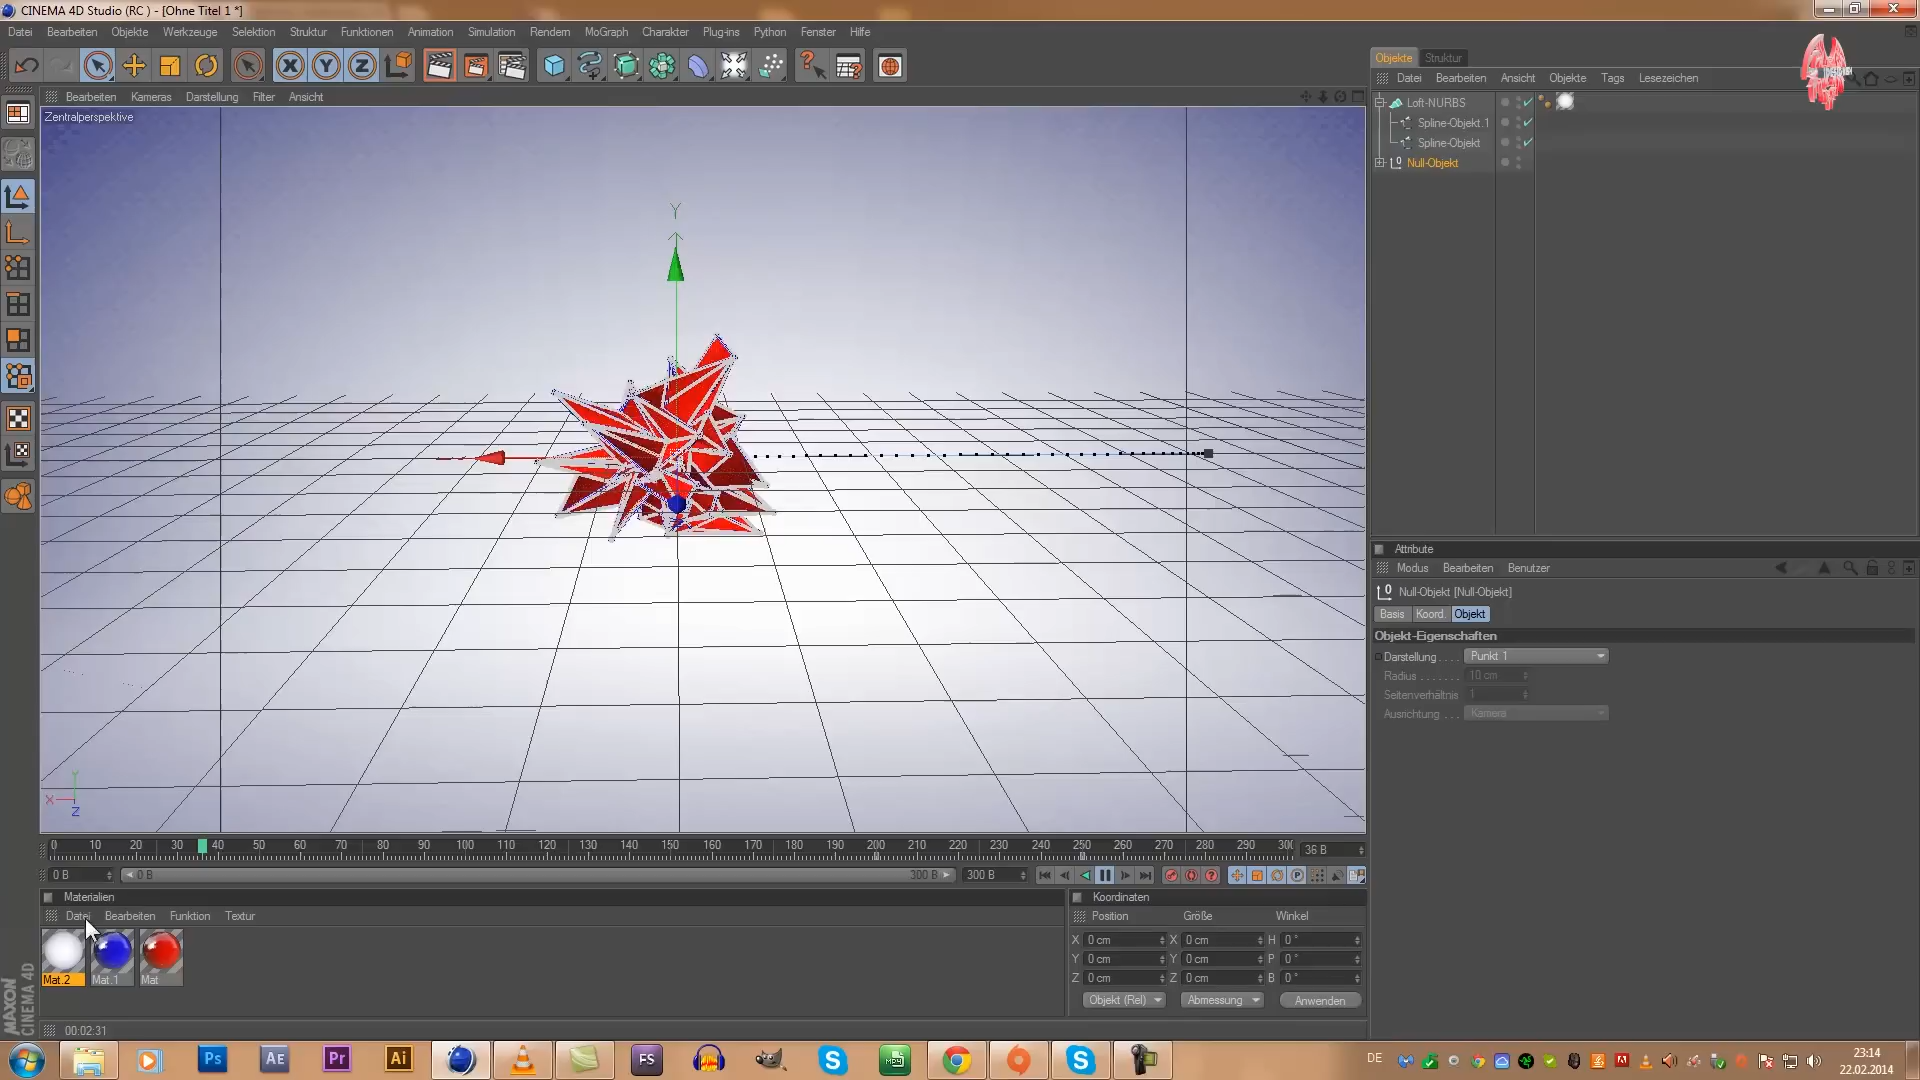 CINEMA 4D Studio (RC ) - [Ohne Titel 1 *]
Datei Bearbeiten Objekte Werkzeuge Selektion Struktur Funktionen Animation Simulation Rendern MoGraph Charakter Plug-ins Python Fenster Hilfe
X Y Z
Bearbeiten Kameras Darstellung Filter Ansicht
Zentralperspektive
Y
Y
X Z
Objekte Struktur
Datei Bearbeiten Ansicht Objekte Tags Lesezeichen
Loft-NURBS
Spline-Objekt.1
Spline-Objekt
Null-Objekt
Attribute
Modus Bearbeiten Benutzer
Null-Objekt [Null-Objekt]
Basis Koord. Objekt
Objekt-Eigenschaften
Darstellung . . . . Punkt 1
Radius . . . . . . . 10 cm
Seitenverhältnis 1
Ausrichtung . . . Kamera
0 10 20 30 40 50 60 70 80 90 100 110 120 130 140 150 160 170 180 190 200 210 220 230 240 250 260 270 280 290 300 36 B
0 B 0 B 300 B 300 B P
Materialien
Datei Bearbeiten Funktion Textur
Mat.2 Mat.1 Mat
Koordinaten
Position Größe Winkel
X 0 cm X 0 cm H 0 °
Y 0 cm Y 0 cm P 0 °
Z 0 cm Z 0 cm B 0 °
Objekt (Rel) Abmessung Anwenden
MAXON
CINEMA 4D
00:02:31
Ps AE Pr Ai FS S MP4 S
DE
23:14
22.02.2014